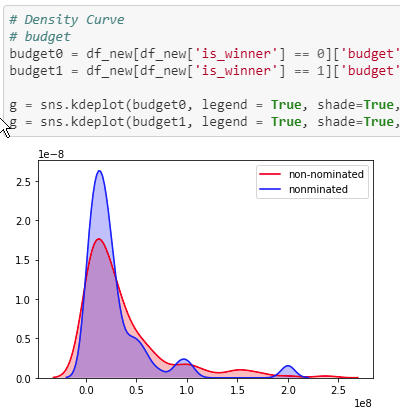 # Density Curve
# budget
budget0 = df_new[df_new['is_winner'] == 0]['budget'
budget1 = df_new[df_new['is_winner'] == 1]['budget'
g = sns.kdeplot(budget0, legend = True, shade=True,
g = sns.kdeplot(budget1, legend = True, shade=True,
1e−8
non-nominated
nonminated
2.5
2.0
1.5
1.0
0.5
0.0
0.0 0.5 1.0 1.5 2.0 2.5
1e8